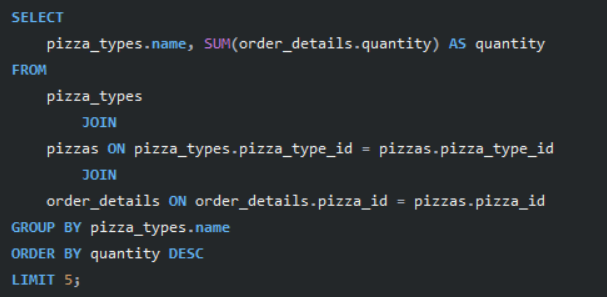 SELECT
pizza_types.name, SUM(order_details.quantity) AS quantity
FROM
pizza_types
JOIN
pizzas ON pizza_types.pizza_type_id = pizzas.pizza_type_id
JOIN
order_details ON order_details.pizza_id = pizzas.pizza_id
GROUP BY pizza_types.name
ORDER BY quantity DESC
LIMIT 5;